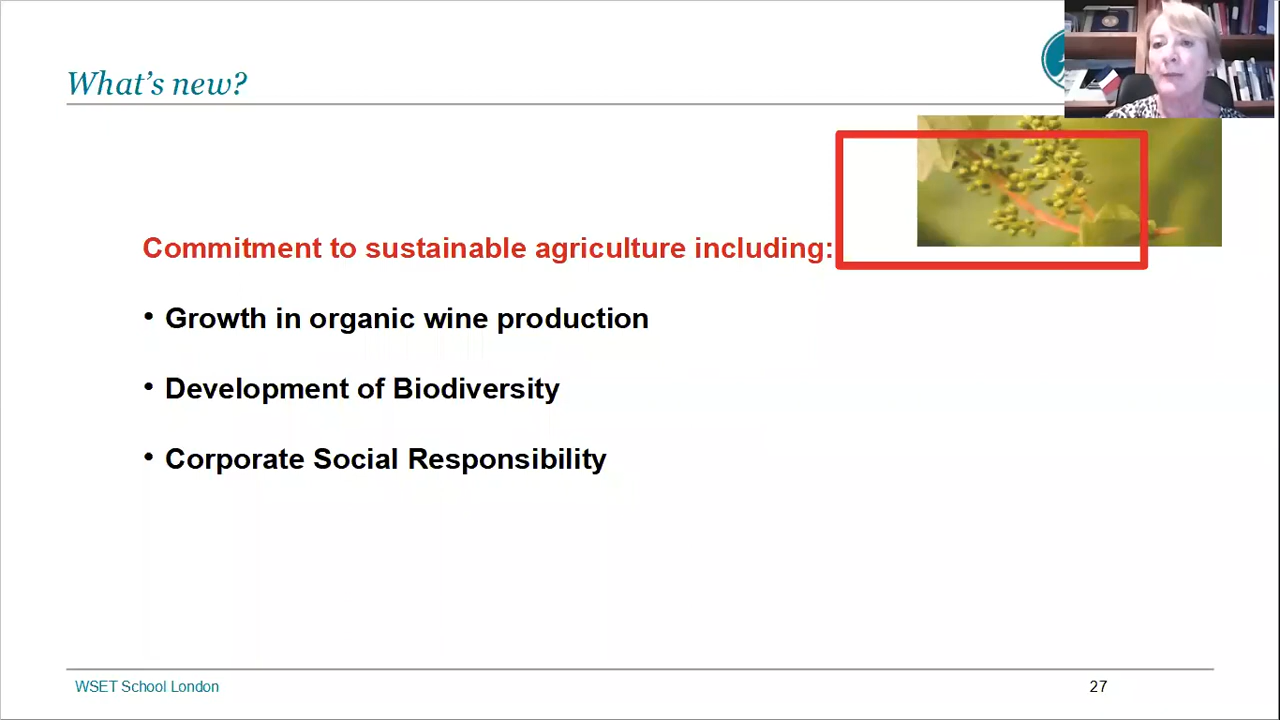 What's new?
Commitment to sustainable agriculture including:
• Growth in organic wine production
• Development of Biodiversity
• Corporate Social Responsibility
WSET School London
27